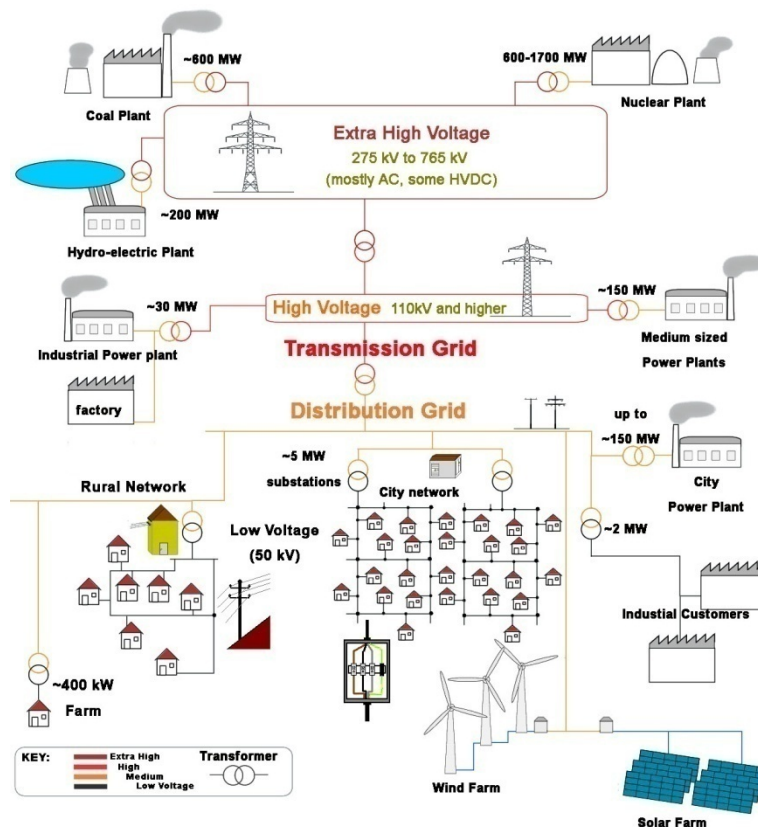 ~600 MW
600-1700 MW
Coal Plant
Nuclear Plant
Extra High Voltage
275 kV to 765 kV
(mostly AC, some HVDC)
~200 MW
Hydro-electric Plant
~30 MW
High Voltage 110kV and higher
~150 MW
Industrial Power plant
Medium sized
Power Plants
Transmission Grid
factory
Distribution Grid
up to
~150 MW
~5 MW
substations
City network
City
Power Plant
Rural Network
Low Voltage
(50 kV)
~2 MW
Industial Customers
~400 kW
Farm
Wind Farm
Solar Farm
KEY:
Extra High
High
Medium
Low Voltage
Transformer